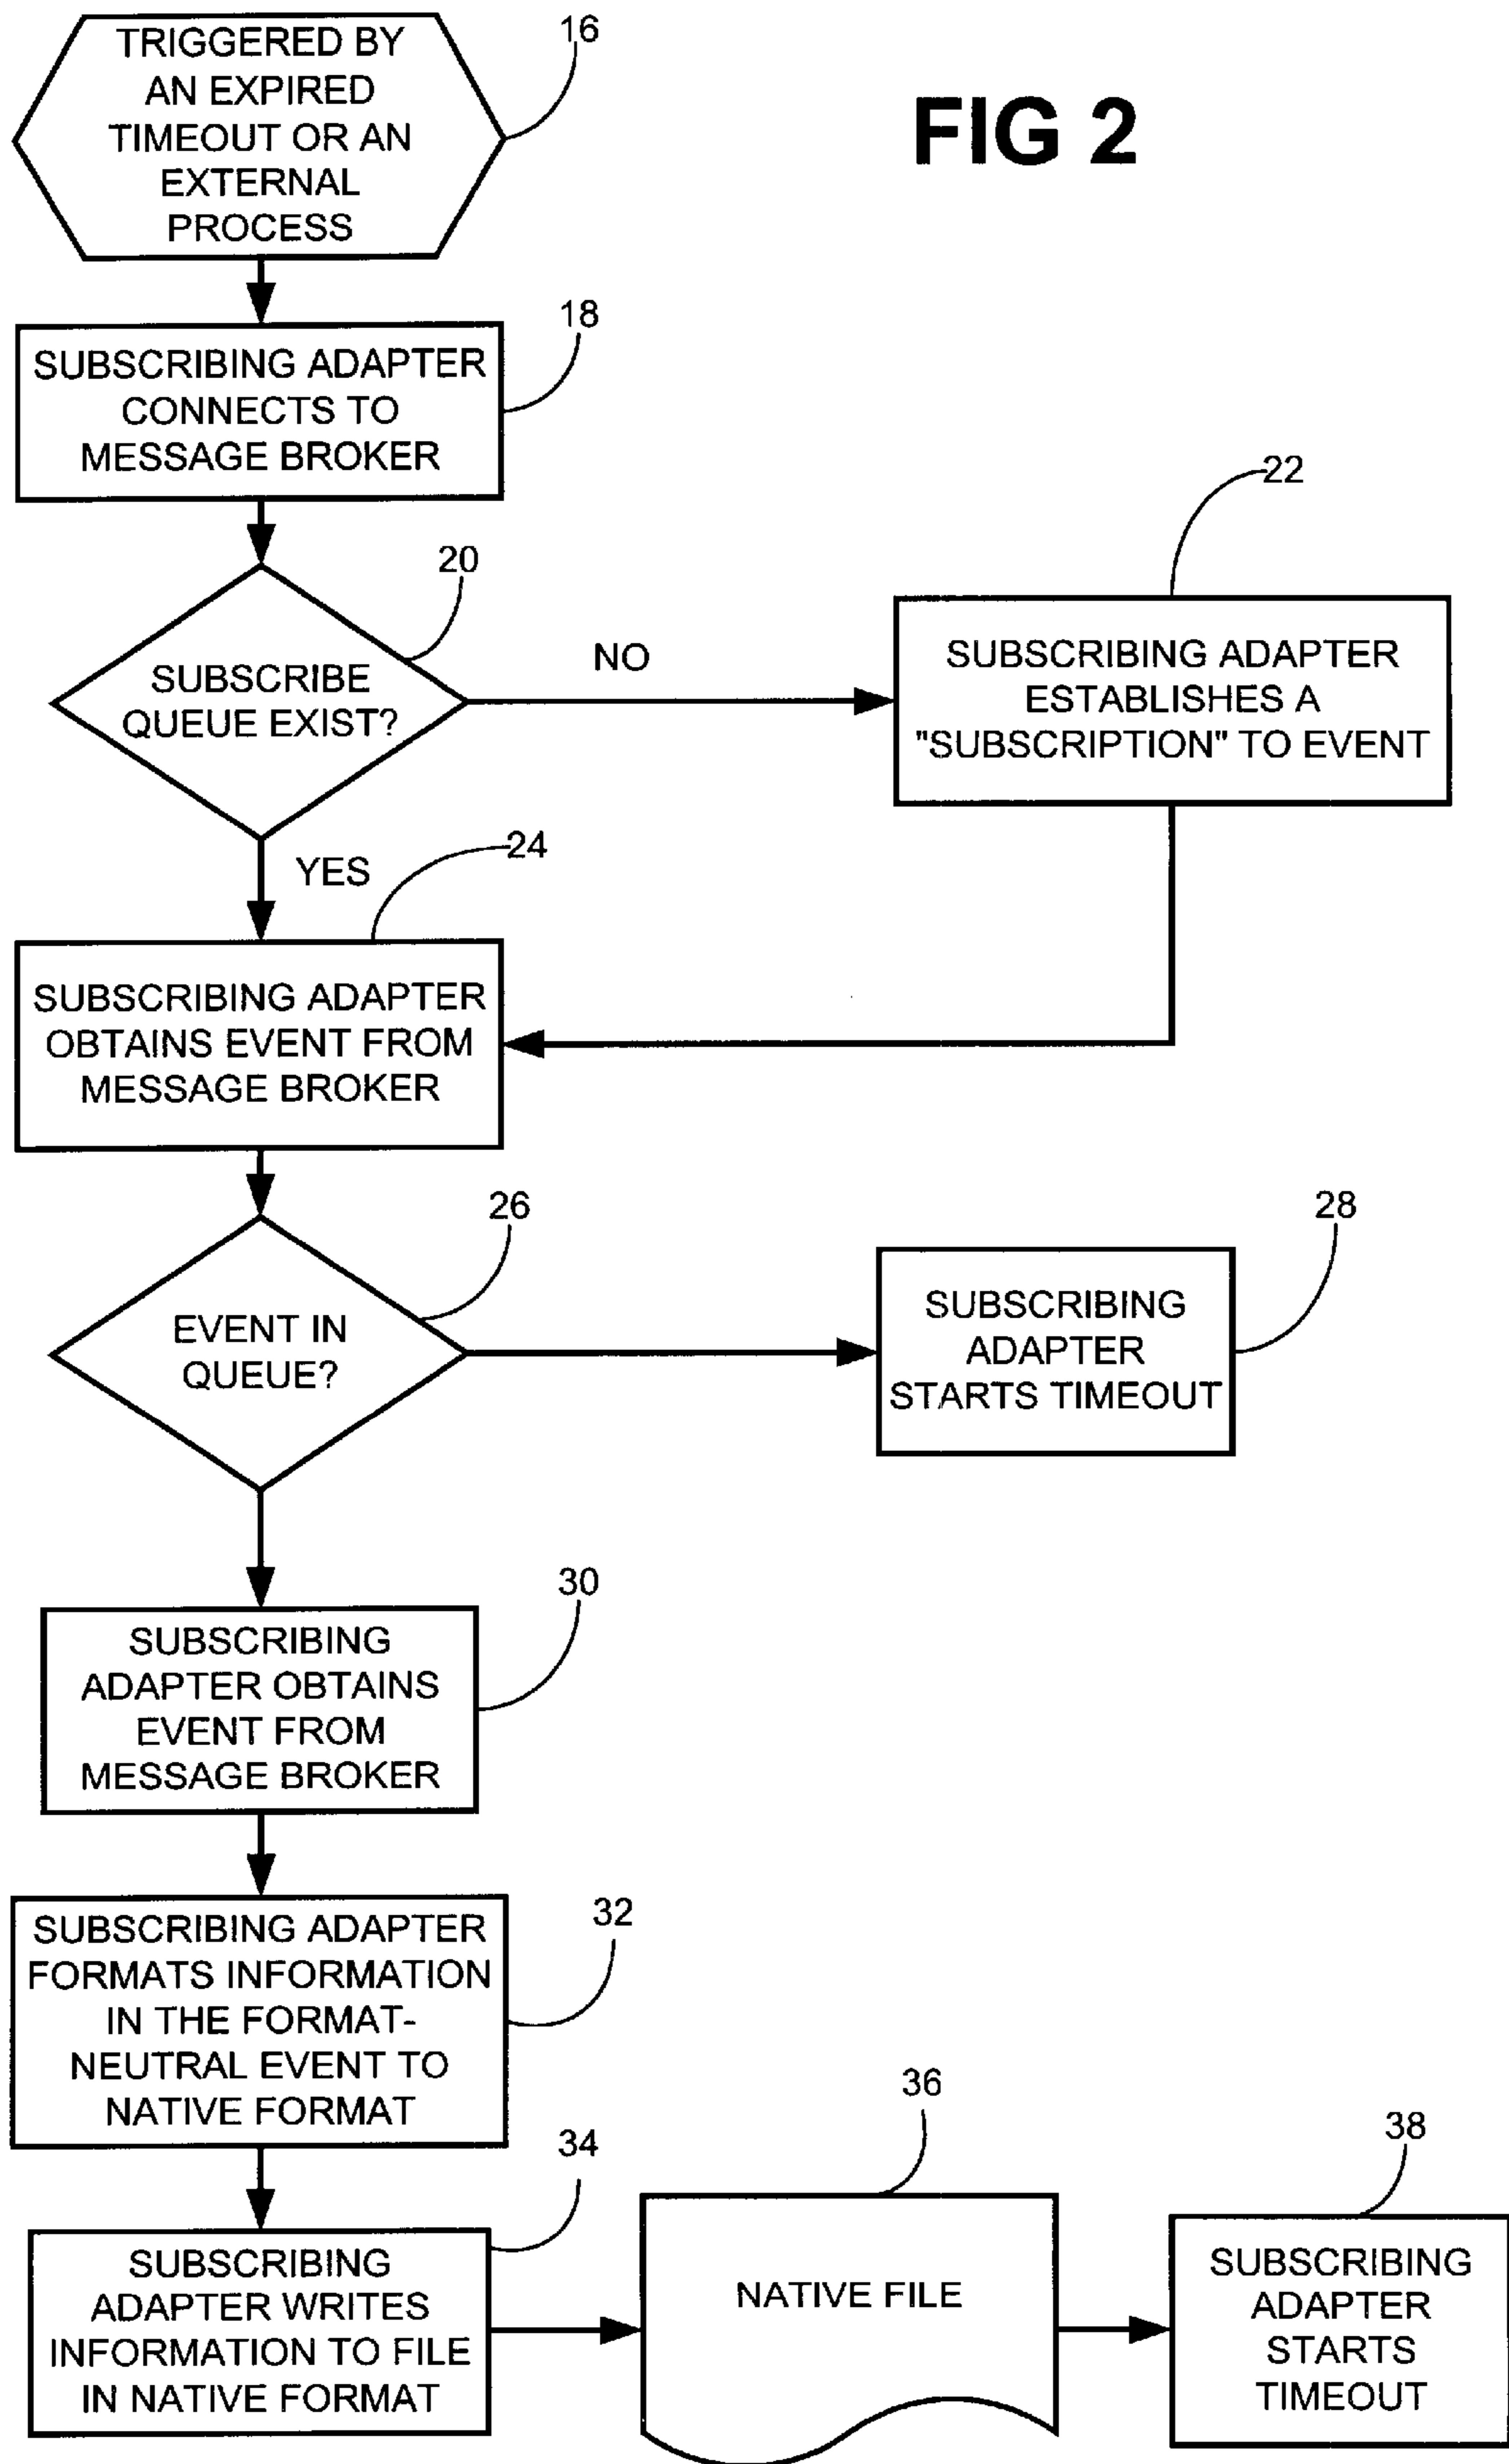 TRIGGERED BY
AN EXPIRED
TIMEOUT OR AN
EXTERNAL
PROCESS
16
FIG 2
SUBSCRIBING ADAPTER
CONNECTS TO
MESSAGE BROKER
18
20
SUBSCRIBE
QUEUE EXIST?
NO
22
SUBSCRIBING ADAPTER
ESTABLISHES A
"SUBSCRIPTION" TO EVENT
YES
24
SUBSCRIBING ADAPTER
OBTAINS EVENT FROM
MESSAGE BROKER
26
EVENT IN
QUEUE?
28
SUBSCRIBING
ADAPTER
STARTS TIMEOUT
30
SUBSCRIBING
ADAPTER OBTAINS
EVENT FROM
MESSAGE BROKER
32
SUBSCRIBING ADAPTER
FORMATS INFORMATION
IN THE FORMAT-
NEUTRAL EVENT TO
NATIVE FORMAT
34
SUBSCRIBING
ADAPTER WRITES
INFORMATION TO FILE
IN NATIVE FORMAT
36
NATIVE FILE
38
SUBSCRIBING
ADAPTER
STARTS
TIMEOUT